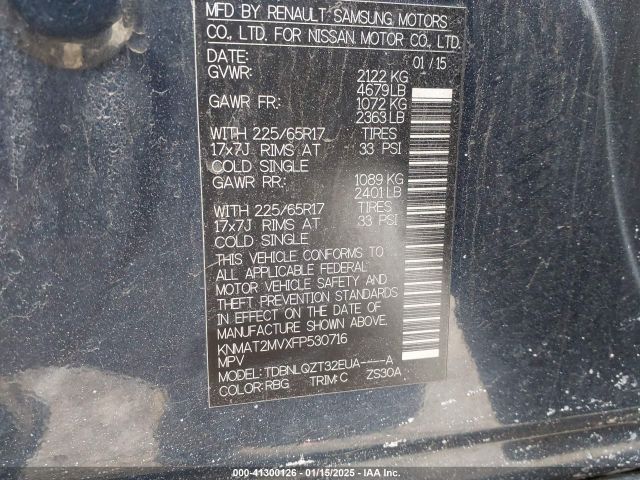 MFD BY RENAULT SAMSUNG MOTORS
CO., LTD. FOR NISSAN MOTOR CO., LTD.
DATE: 01/15
GVWR: 2122 KG
4679 LB
GAWR FR: 1072 KG
2363 LB
WITH 225/65R17 TIRES
17x7J RIMS AT 33 PSI
COLD SINGLE
GAWR RR: 1089 KG
2401 LB
WITH 225/65R17 TIRES
17x7J RIMS AT 33 PSI
COLD SINGLE
THIS VEHICLE CONFORMS TO
ALL APPLICABLE FEDERAL
MOTOR VEHICLE SAFETY AND
THEFT PREVENTION STANDARDS
IN EFFECT ON THE DATE OF
MANUFACTURE SHOWN ABOVE.
KNMAT2MVXFP530716
MPV
MODEL: TDBNLQZT32EUA----A
COLOR: RBG TRIM: C ZS30A
000-41300126 - 01/15/2025 - IAA Inc.